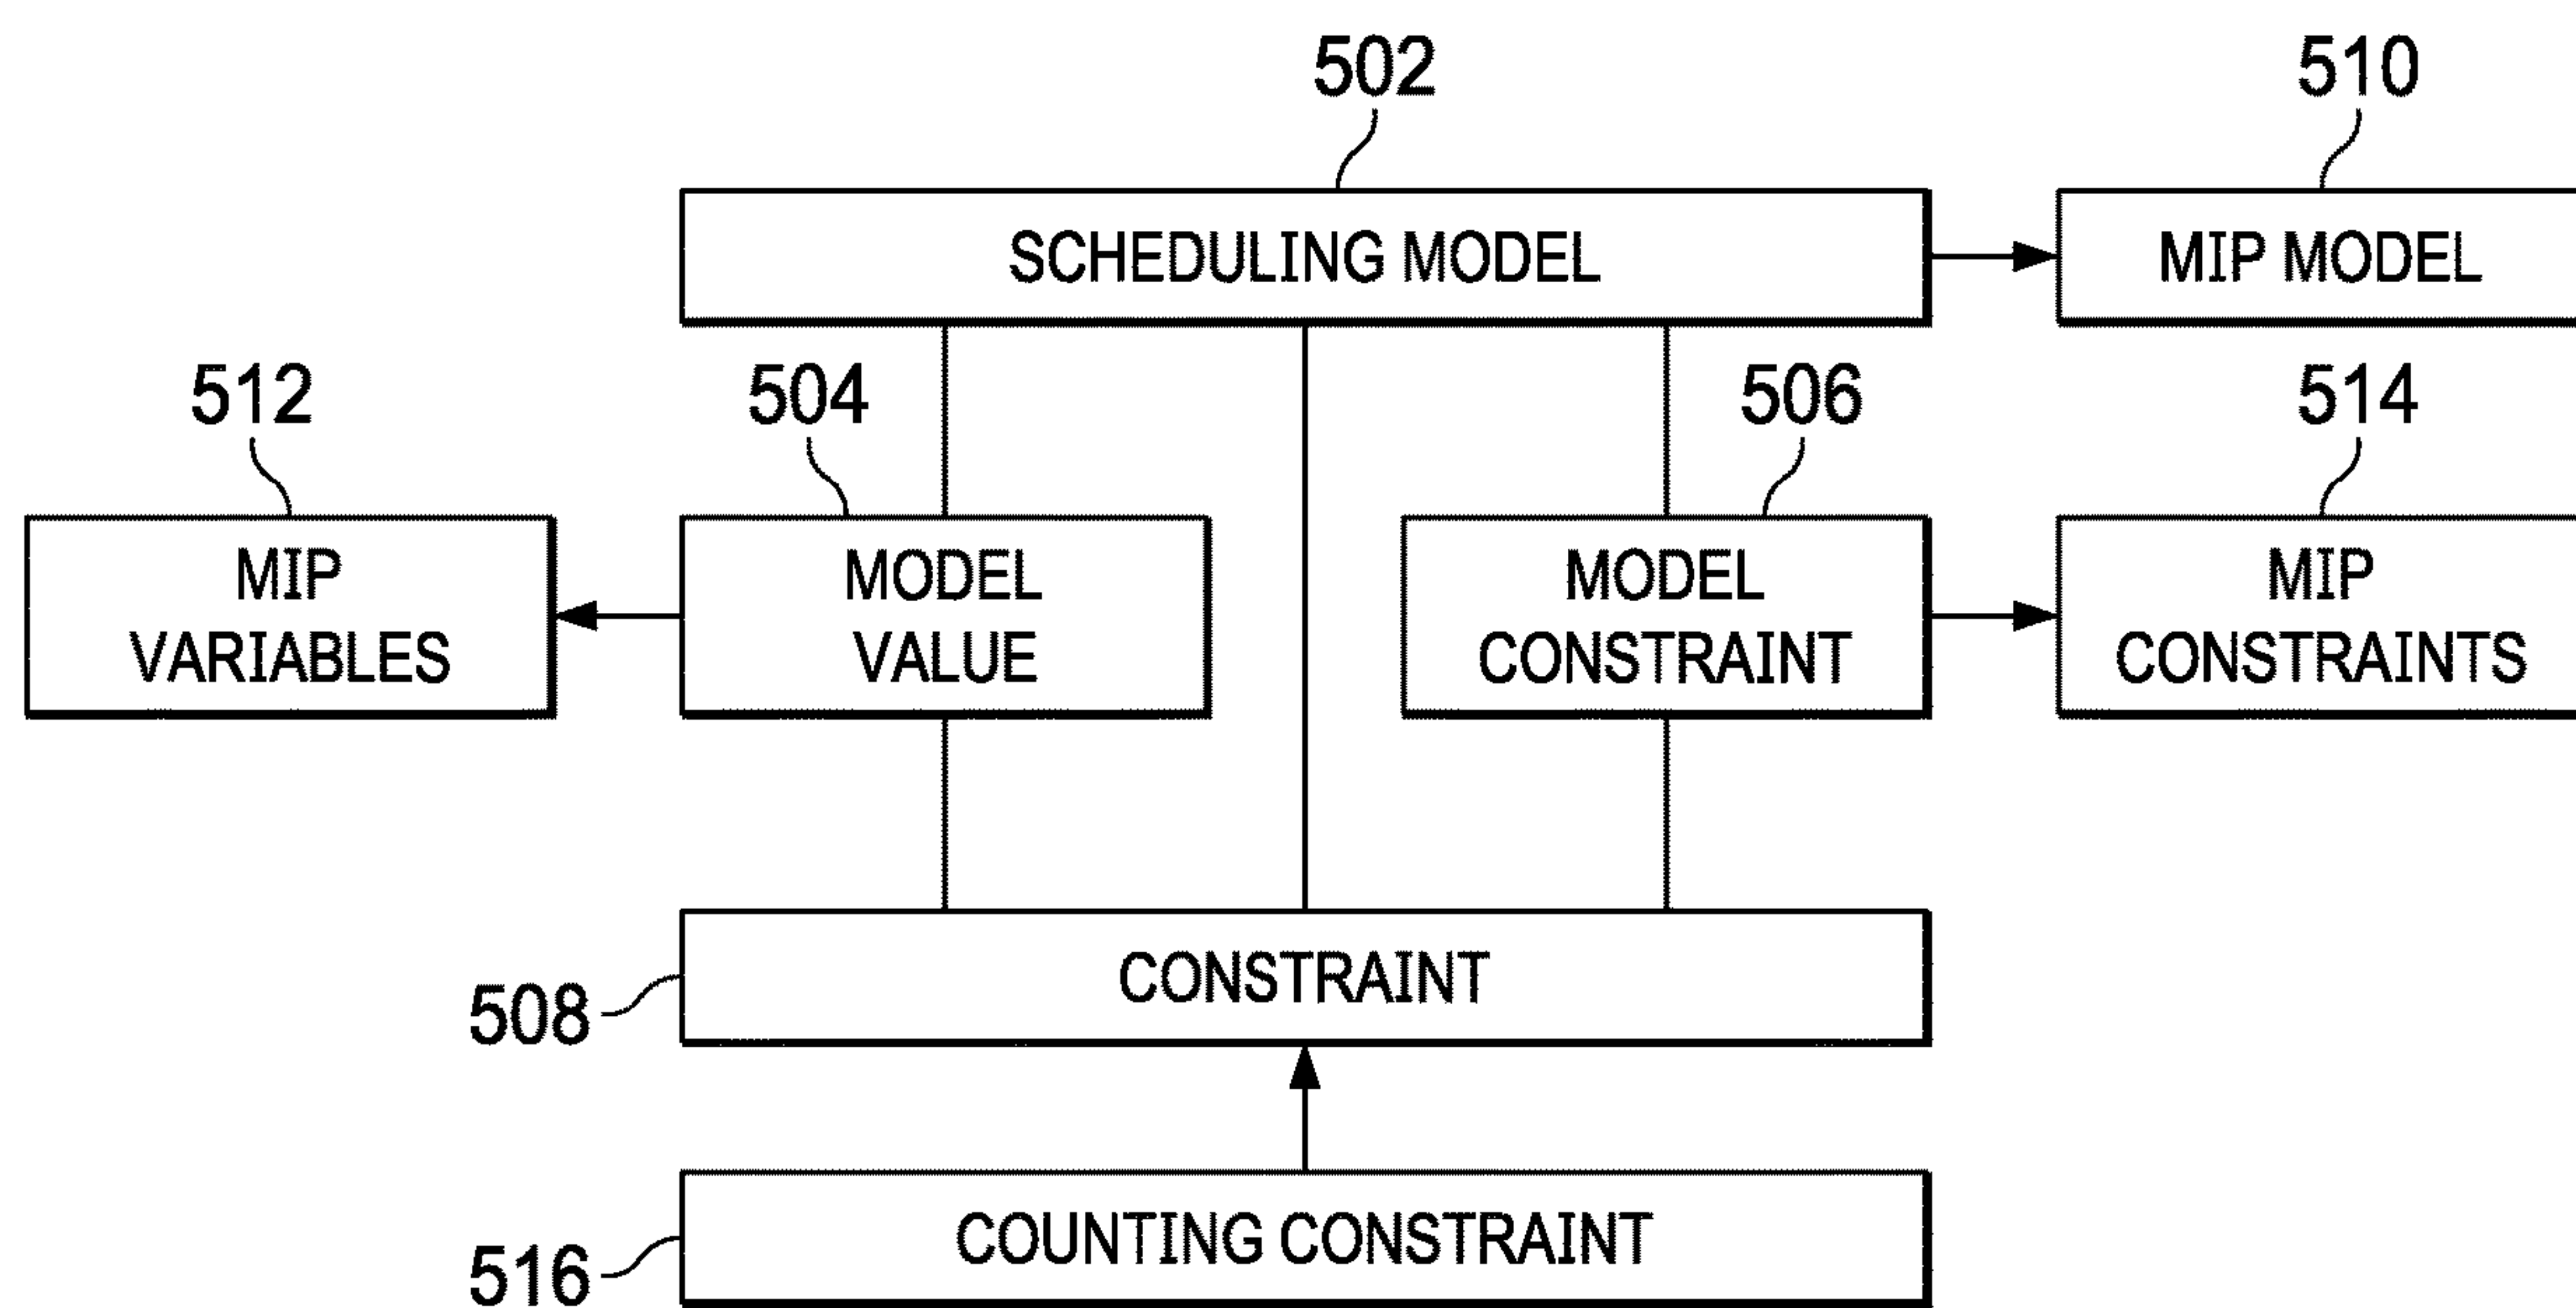 502
510
SCHEDULING MODEL
MIP MODEL
512
504
506
514
MIP
VARIABLES
MODEL
VALUE
MODEL
CONSTRAINT
MIP
CONSTRAINTS
508
CONSTRAINT
516
COUNTING CONSTRAINT